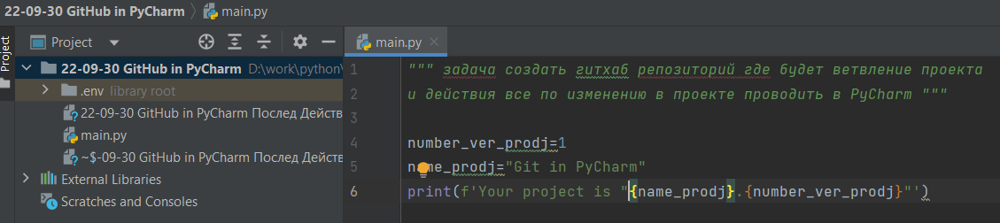 22-09-30 GitHub in PyCharm 〉 main.py
Project
Project
main.py
22-09-30 GitHub in PyCharm D:\work\python\
.env library root
22-09-30 GitHub in PyCharm Послед Действ
main.py
~$-09-30 GitHub in PyCharm Послед Действ
External Libraries
Scratches and Consoles
1 """ задача создать гитхаб репозиторий где будет ветвление проекта
2 и действия все по изменению в проекте проводить в PyCharm """
3
4 number_ver_prodj=1
5 name_prodj="Git in PyCharm"
6 print(f'Your project is "{name_prodj}.{number_ver_prodj}"')